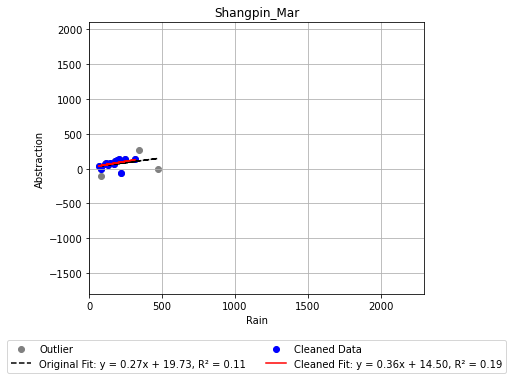 Shangpin_Mar
2000
1500
1000
500
0
−500
−1000
−1500
Abstraction
0 500 1000 1500 2000
Rain
Outlier Cleaned Data
Original Fit: y = 0.27x + 19.73, R² = 0.11 Cleaned Fit: y = 0.36x + 14.50, R² = 0.19